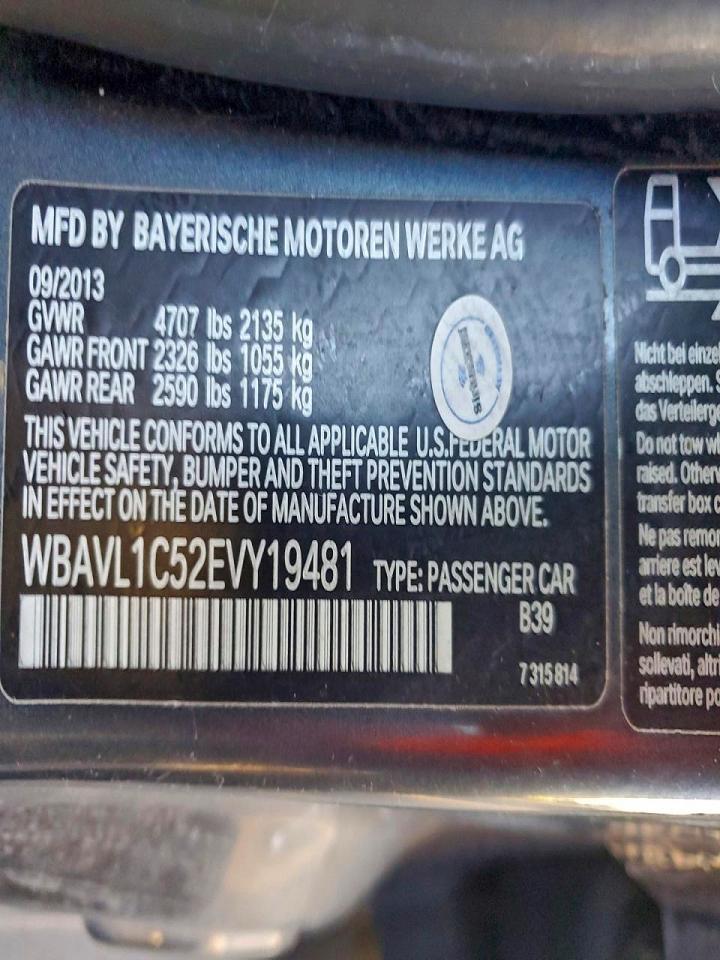 MFD BY BAYERISCHE MOTOREN WERKE AG
09/2013
GVWR 4707 lbs 2135 kg
GAWR FRONT 2326 lbs 1055 kg
GAWR REAR 2590 lbs 1175 kg
THIS VEHICLE CONFORMS TO ALL APPLICABLE U.S.FEDERAL MOTOR
VEHICLE SAFETY, BUMPER AND THEFT PREVENTION STANDARDS
IN EFFECT ON THE DATE OF MANUFACTURE SHOWN ABOVE.
WBAVL1C52EVY19481 TYPE: PASSENGER CAR
B39
7 315 814
Nicht bei einzel
abschleppen. S
das Verteilerg
Do not tow wi
raised. Otherv
transfer box c
Ne pas remor
arriere est lev
et la boîte de
Non rimorchi
sollevati, altri
ripartitore po